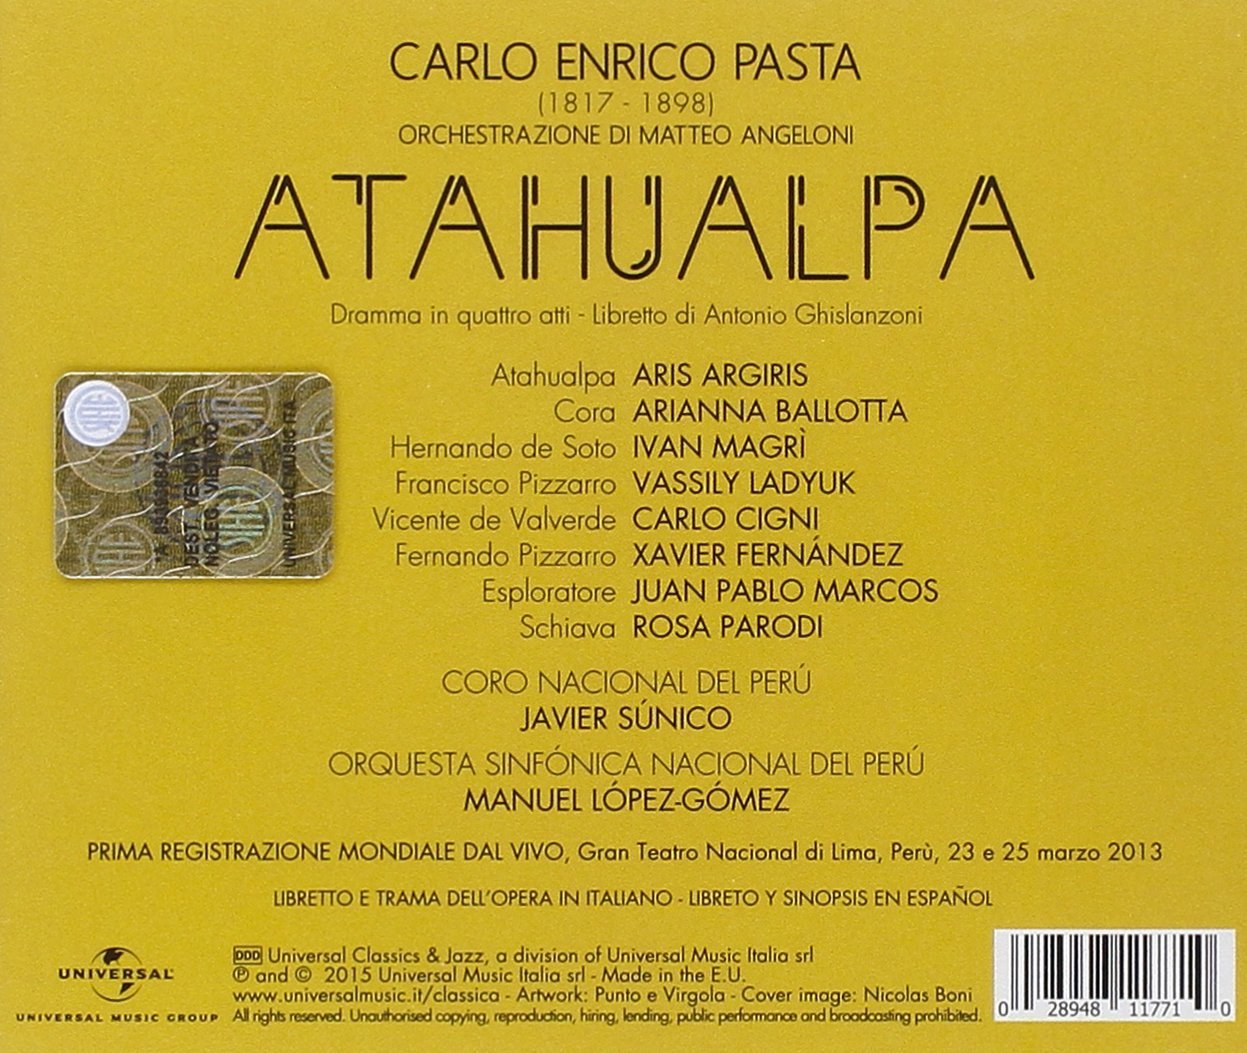 CARLO ENRICO PASTA
(1817 - 1898)
ORCHESTRAZIONE DI MATTEO ANGELONI
ATAHUALPA
Dramma in quattro atti - Libretto di Antonio Ghislanzoni
Atahualpa ARIS ARGIRIS
Cora ARIANNA BALLOTTA
Hernando de Soto IVAN MAGRÌ
Francisco Pizzarro VASSILY LADYUK
Vicente de Valverde CARLO CIGNI
Fernando Pizzarro XAVIER FERNÁNDEZ
Esploratore JUAN PABLO MARCOS
Schiava ROSA PARODI
UEST. VENDIA
NOLEG VIETATO
UNIVERSAL MUSIC ITA
CORO NACIONAL DEL PERÚ
JAVIER SÚNICO
ORQUESTA SINFÓNICA NACIONAL DEL PERÚ
MANUEL LÓPEZ-GÓMEZ
PRIMA REGISTRAZIONE MONDIALE DAL VIVO, Gran Teatro Nacional di Lima, Perù, 23 e 25 marzo 2013
LIBRETTO E TRAMA DELL'OPERA IN ITALIANO - LIBRETO Y SINOPSIS EN ESPAÑOL
UNIVERSAL
UNIVERSAL MUSIC GROUP
DDD Universal Classics & Jazz, a division of Universal Music Italia srl
℗ and © 2015 Universal Music Italia srl - Made in the E.U.
www.universalmusic.it/classica - Artwork: Punto e Virgola - Cover image: Nicolas Boni
All rights reserved. Unauthorised copying, reproduction, hiring, lending, public performance and broadcasting prohibited.
0 28948 11771 0